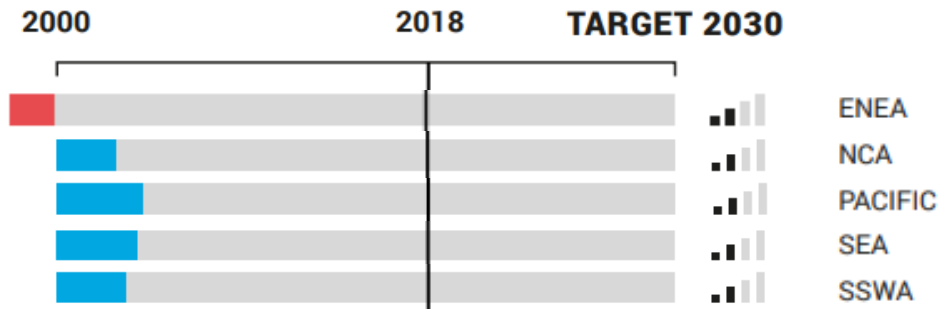 2000 2018 TARGET 2030
ENEA
NCA
PACIFIC
SEA
SSWA